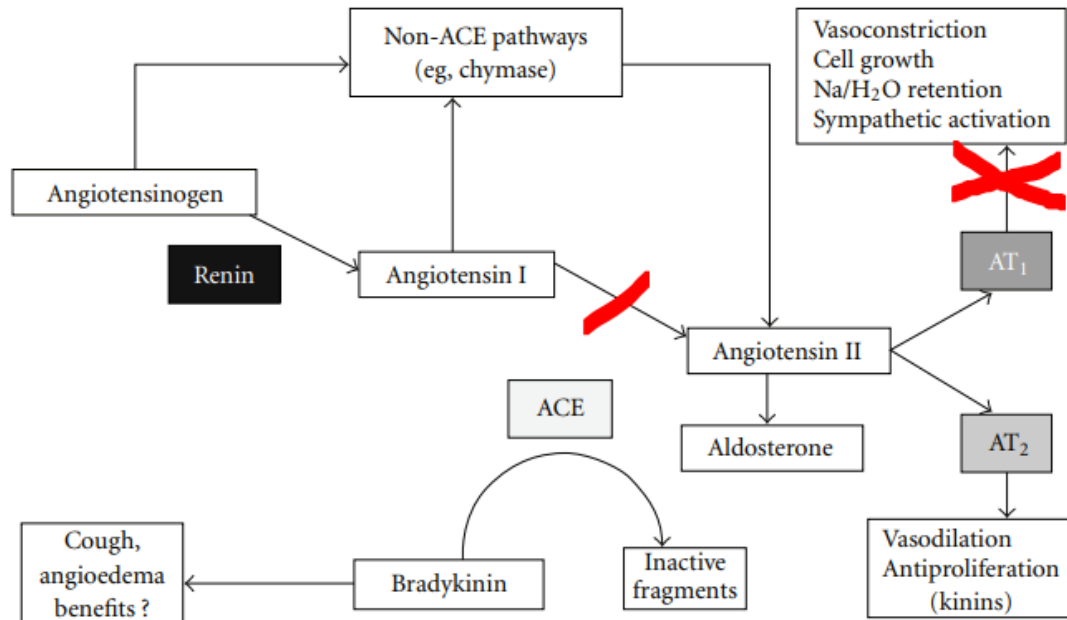 Non-ACE pathways
(eg, chymase)
Vasoconstriction
Cell growth
Na/H₂O retention
Sympathetic activation
Angiotensinogen
Renin
Angiotensin I
AT₁
Angiotensin II
ACE
Aldosterone
AT₂
Cough,
angioedema
benefits ?
Bradykinin
Inactive
fragments
Vasodilation
Antiproliferation
(kinins)